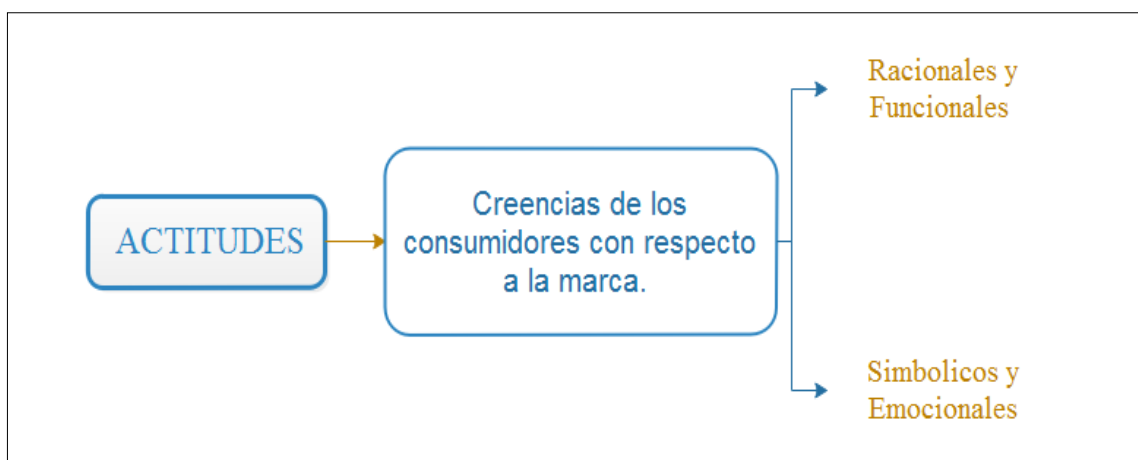 ACTITUDES
Creencias de los
consumidores con respecto
a la marca.
Racionales y
Funcionales
Simbolicos y
Emocionales